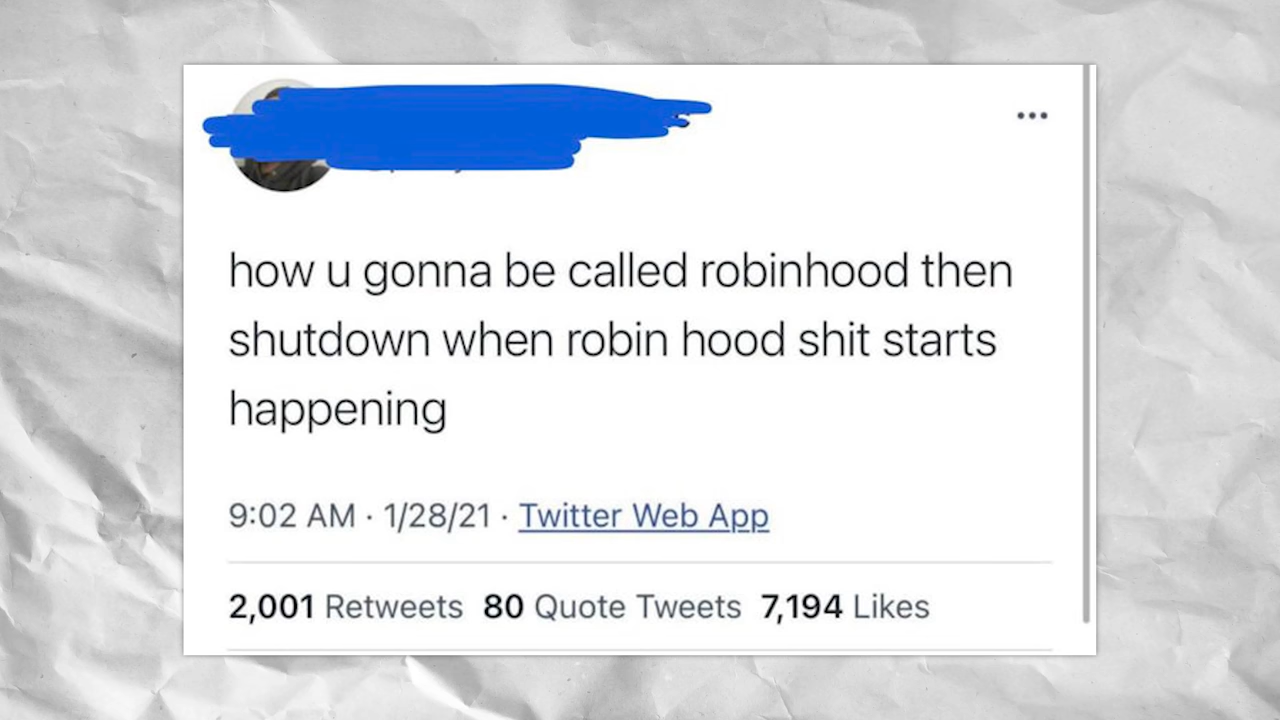 how u gonna be called robinhood then
shutdown when robin hood shit starts
happening
9:02 AM · 1/28/21 · Twitter Web App
2,001 Retweets 80 Quote Tweets 7,194 Likes